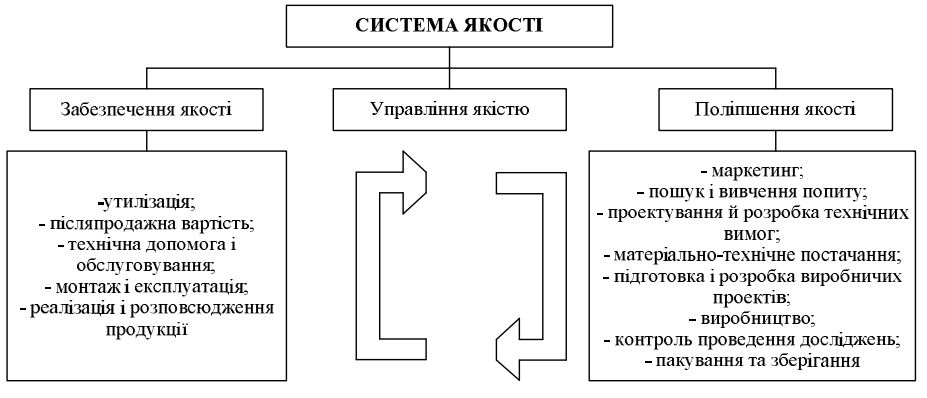 СИСТЕМА ЯКОСТІ
Забезпечення якості
Управління якістю
Поліпшення якості
-утилизація;
- післяпродажна вартість;
- технічна допомога і
обслуговування;
- монтаж і експлуатація;
- реалізація і розповсюдження
продукції
- маркетинг;
- пошук і вивчення попиту;
- проектування й розробка технічних
вимог;
- матеріально-технічне постачання;
- підготовка і розробка виробничих
проектів;
- виробництво;
- контроль проведення досліджень;
- пакування та зберігання